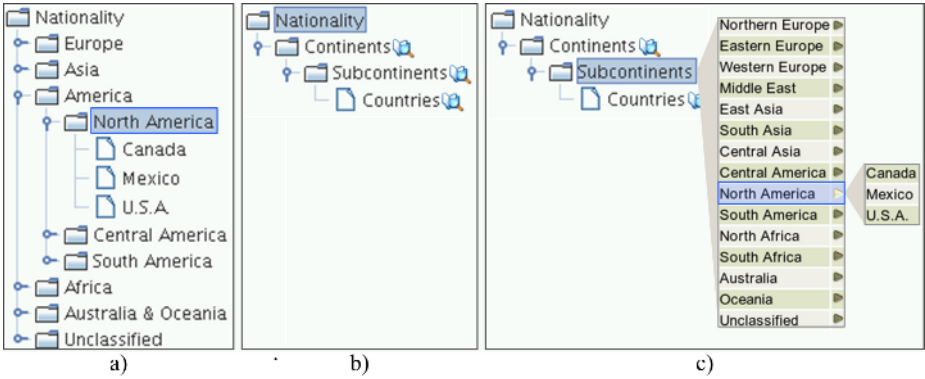 Nationality
Europe
Asia
America
North America
Canada
Mexico
U.S.A.
Central America
South America
Africa
Australia & Oceania
Unclassified
a)
Nationality
Continents
Subcontinents
Countries
b)
Nationality
Continents
Subcontinents
Countries
Northern Europe
Eastern Europe
Western Europe
Middle East
East Asia
South Asia
Central Asia
Central America
North America
South America
North Africa
South Africa
Australia
Oceania
Unclassified
Canada
Mexico
U.S.A.
c)